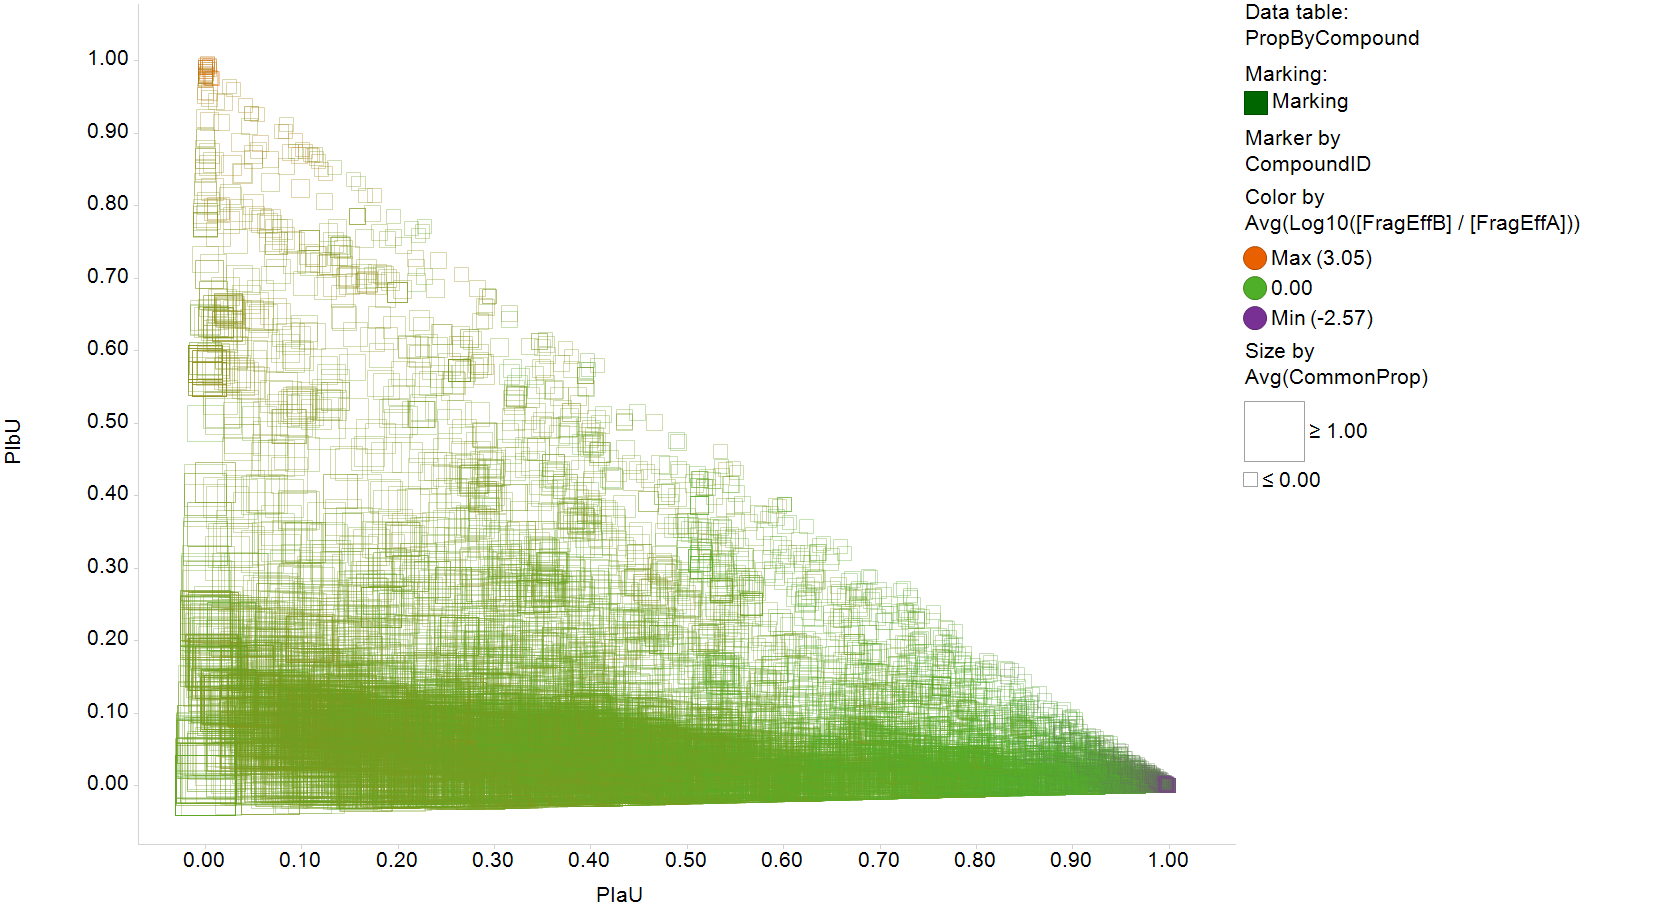 Data table:
PropByCompound
Marking:
Marking
Marker by
CompoundID
Color by
Avg(Log10([FragEffB] / [FragEffA]))
Max (3.05)
0.00
Min (-2.57)
Size by
Avg(CommonProp)
≥ 1.00
≤ 0.00
1.00
0.90
0.80
0.70
0.60
0.50
0.40
0.30
0.20
0.10
0.00
PIbU
0.00 0.10 0.20 0.30 0.40 0.50 0.60 0.70 0.80 0.90 1.00
PIaU